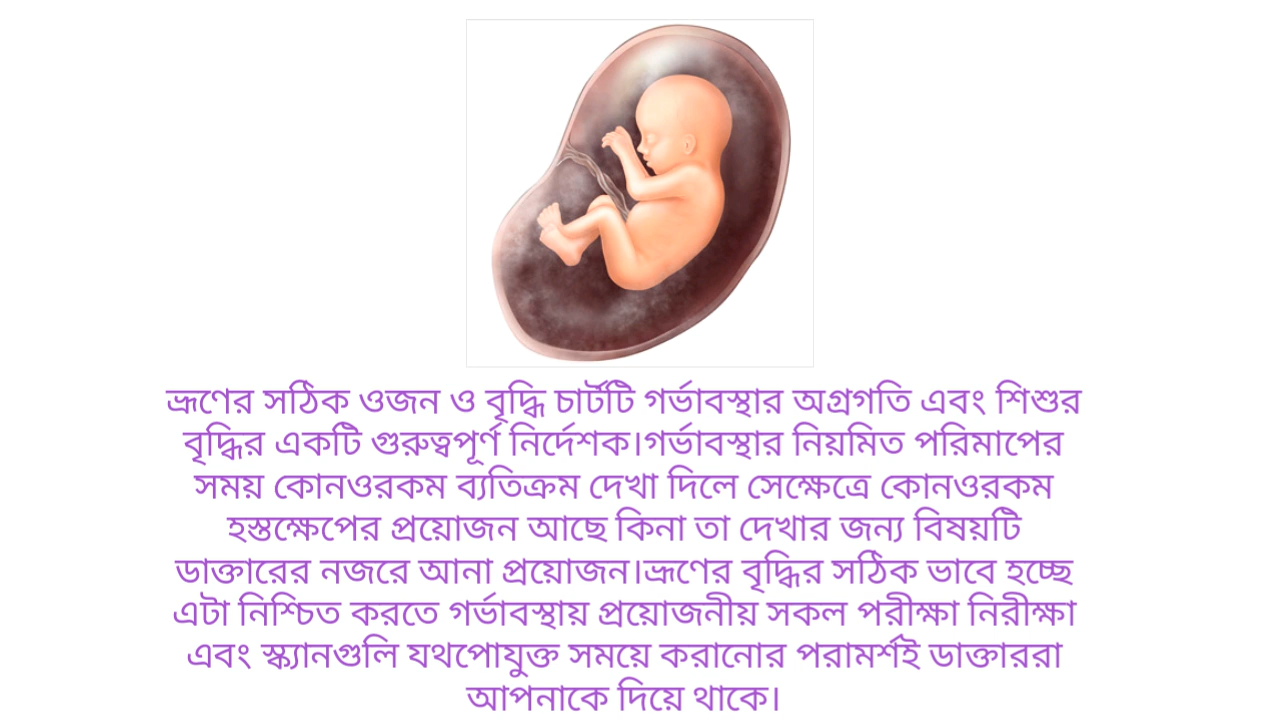 ভ্রূণের সঠিক ওজন ও বৃদ্ধি চার্টটি গর্ভাবস্থার অগ্রগতি এবং শিশুর
বৃদ্ধির একটি গুরুত্বপূর্ণ নির্দেশক।গর্ভাবস্থার নিয়মিত পরিমাপের
সময় কোনওরকম ব্যতিক্রম দেখা দিলে সেক্ষেত্রে কোনওরকম
হস্তক্ষেপের প্রয়োজন আছে কিনা তা দেখার জন্য বিষয়টি
ডাক্তারের নজরে আনা প্রয়োজন।ভ্রূণের বৃদ্ধির সঠিক ভাবে হচ্ছে
এটা নিশ্চিত করতে গর্ভাবস্থায় প্রয়োজনীয় সকল পরীক্ষা নিরীক্ষা
এবং স্ক্যানগুলি যথপোযুক্ত সময়ে করানোর পরামর্শই ডাক্তাররা
আপনাকে দিয়ে থাকে।